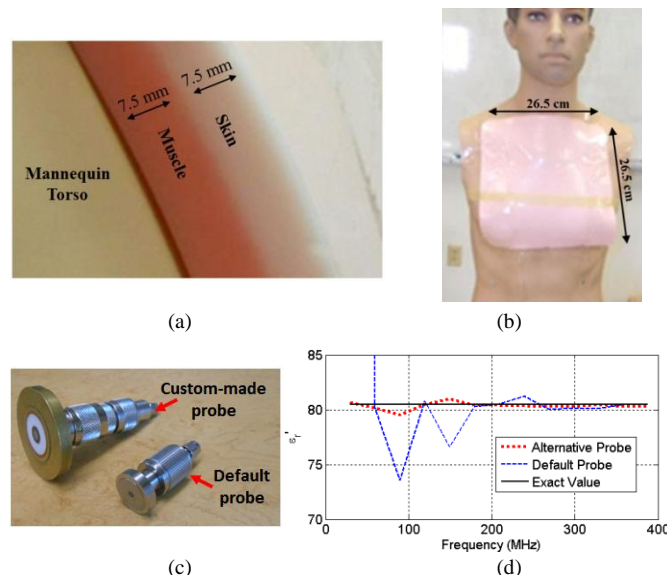 7.5 mm
7.5 mm
Muscle
Skin
Mannequin
Torso
(a)
26.5 cm
26.5 cm
(b)
Custom-made
probe
Default
probe
(c)
85
80
75
70
εr'
0
100
200
300
400
Frequency (MHz)
Alternative Probe
Default Probe
Exact Value
(d)